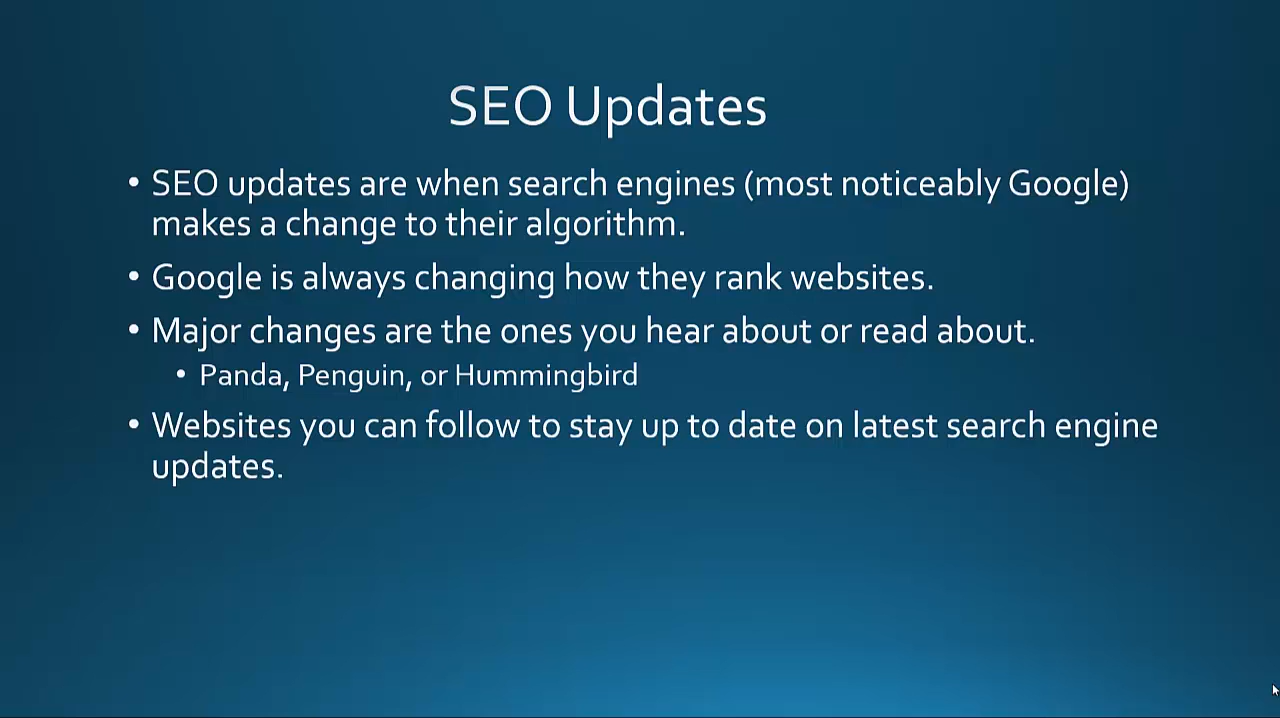 SEO Updates
• SEO updates are when search engines (most noticeably Google)
makes a change to their algorithm.
• Google is always changing how they rank websites.
• Major changes are the ones you hear about or read about.
• Panda, Penguin, or Hummingbird
• Websites you can follow to stay up to date on latest search engine
updates.